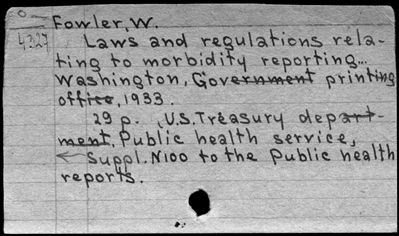 Fowler, W.
4327 Laws and regulations rela-
ting to morbidity reporting...
Washington, Government printing
office, 1933.
29 p. (U.S. Treasury depart-
ment, Public health service,
Suppl. N100 to the Public health
reports.